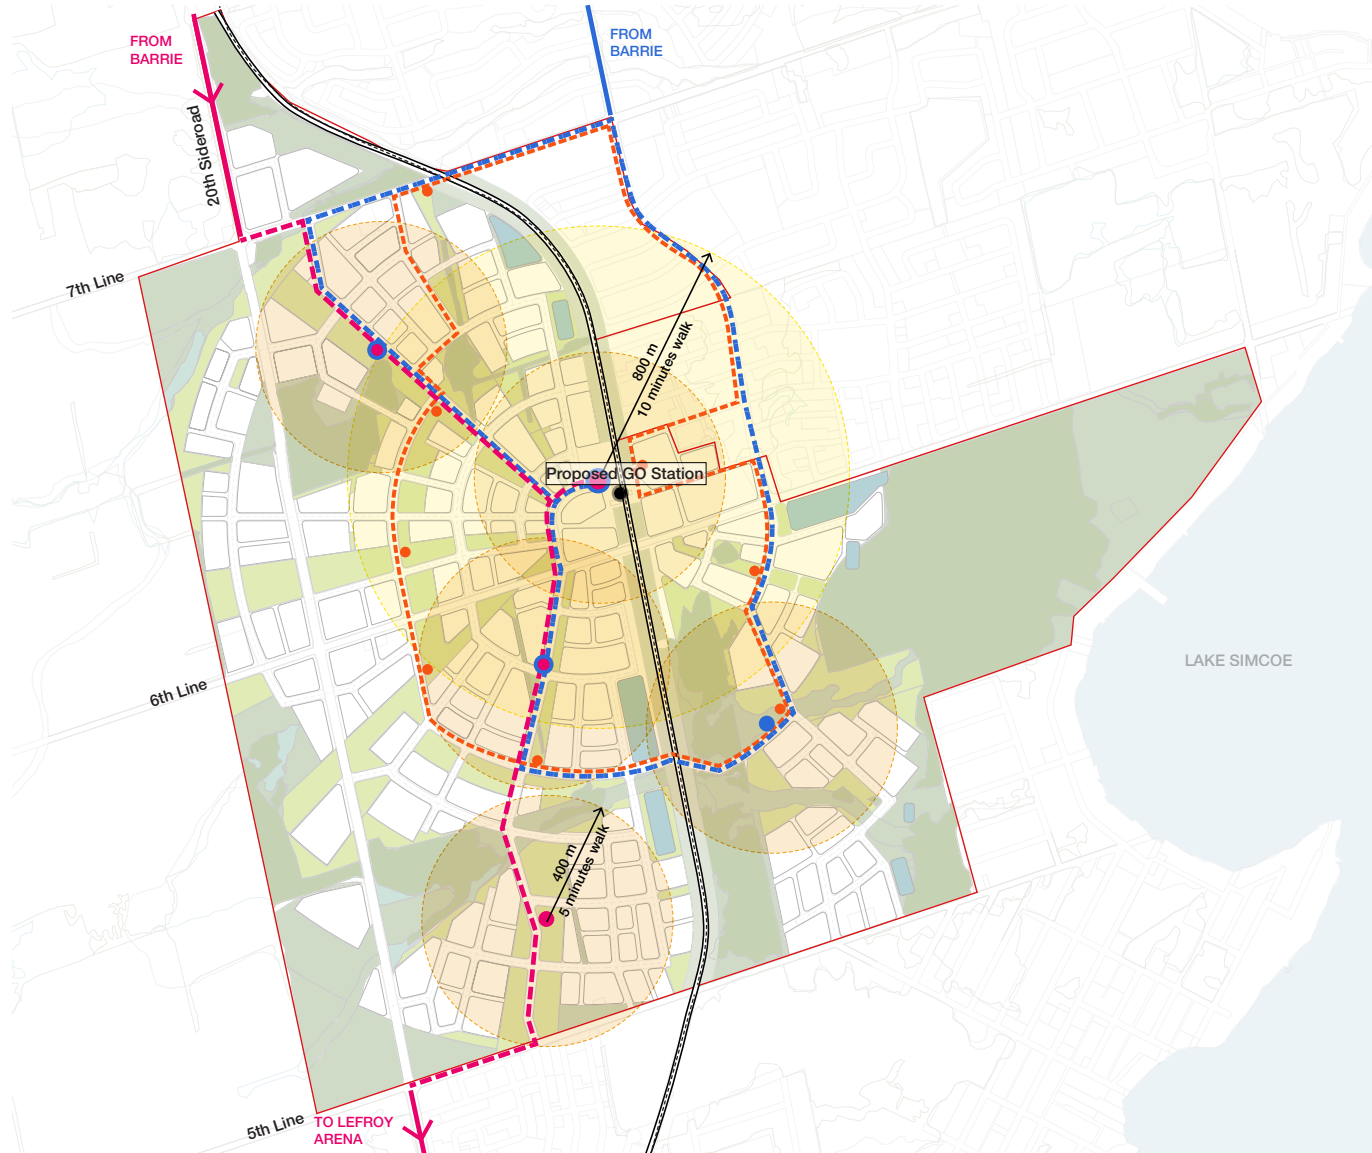 FROM
BARRIE
FROM
BARRIE
20th Sideroad
7th Line
800 m
10 minutes walk
Proposed GO Station
6th Line
LAKE SIMCOE
400 m
5 minutes walk
5th Line
TO LEFROY
ARENA